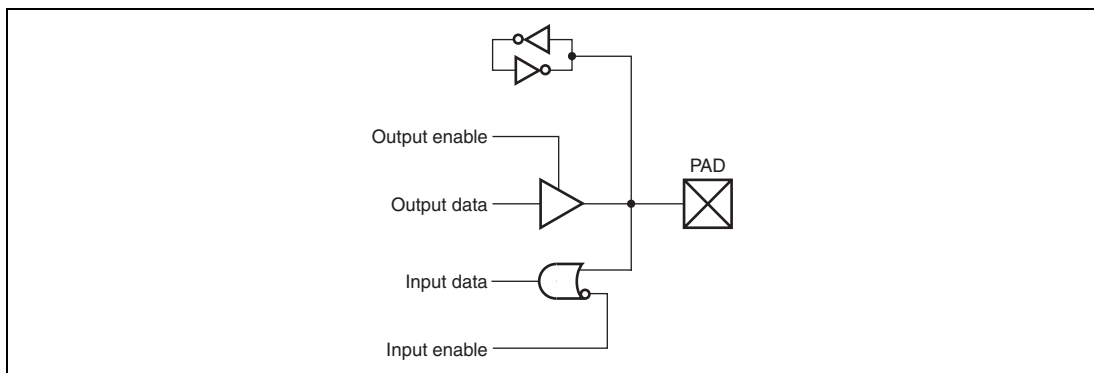 Output enable
PAD
Output data
Input data
Input enable